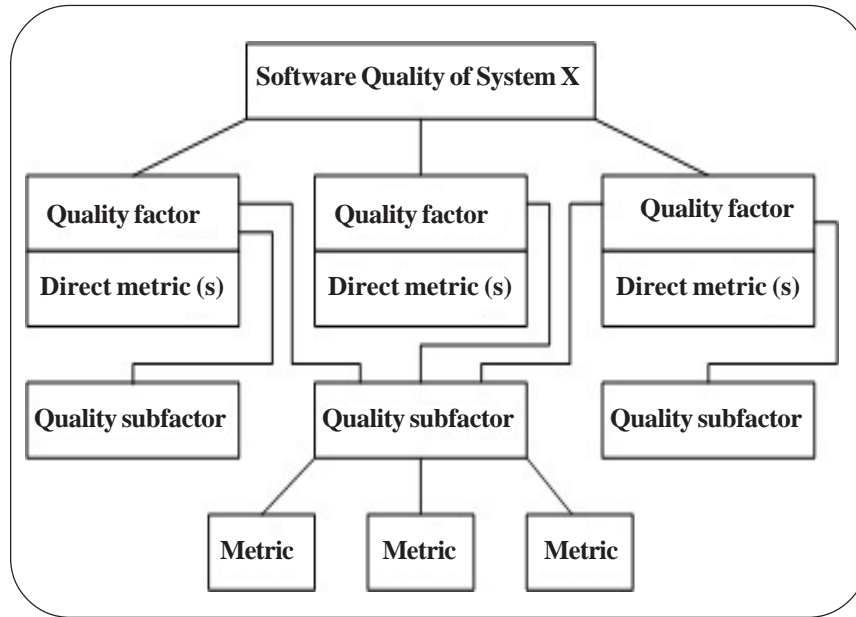 Software Quality of System X
Quality factor
Quality factor
Quality factor
Direct metric (s)
Direct metric (s)
Direct metric (s)
Quality subfactor
Quality subfactor
Quality subfactor
Metric
Metric
Metric